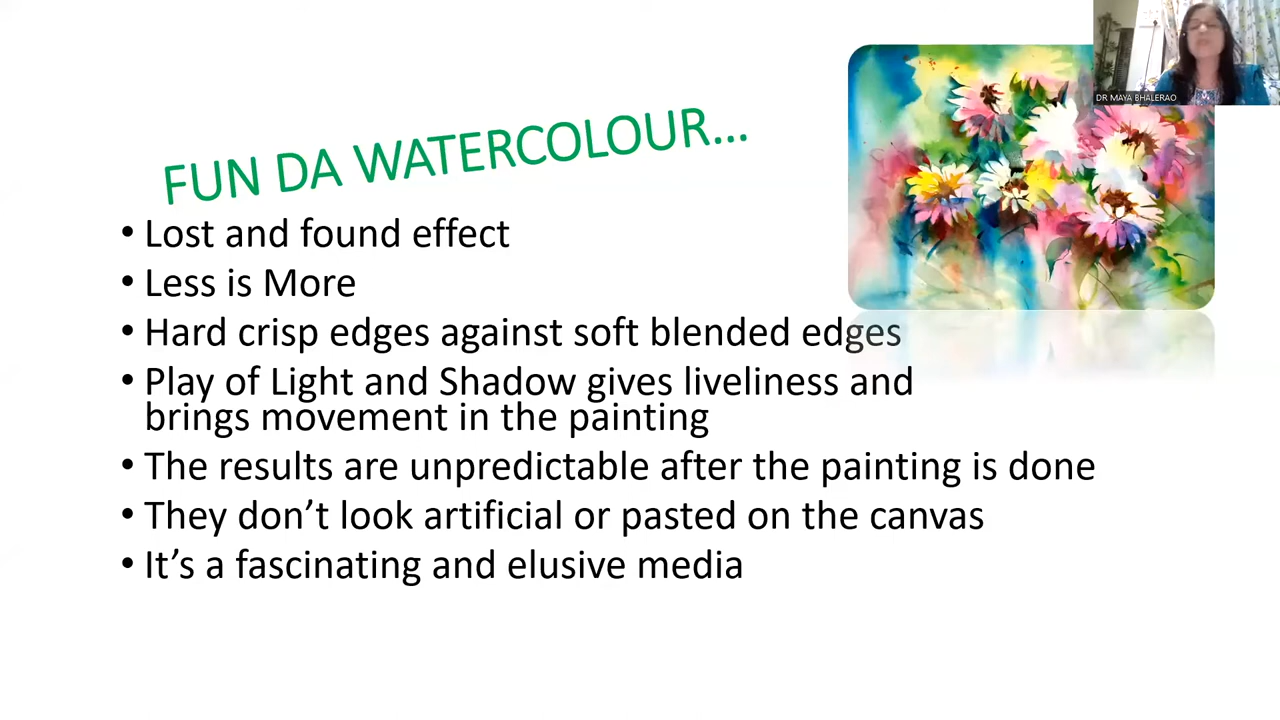 DR MAYA BHALERAO
FUN DA WATERCOLOUR...
• Lost and found effect
• Less is More
• Hard crisp edges against soft blended edges
• Play of Light and Shadow gives liveliness and
brings movement in the painting
• The results are unpredictable after the painting is done
• They don’t look artificial or pasted on the canvas
• It’s a fascinating and elusive media